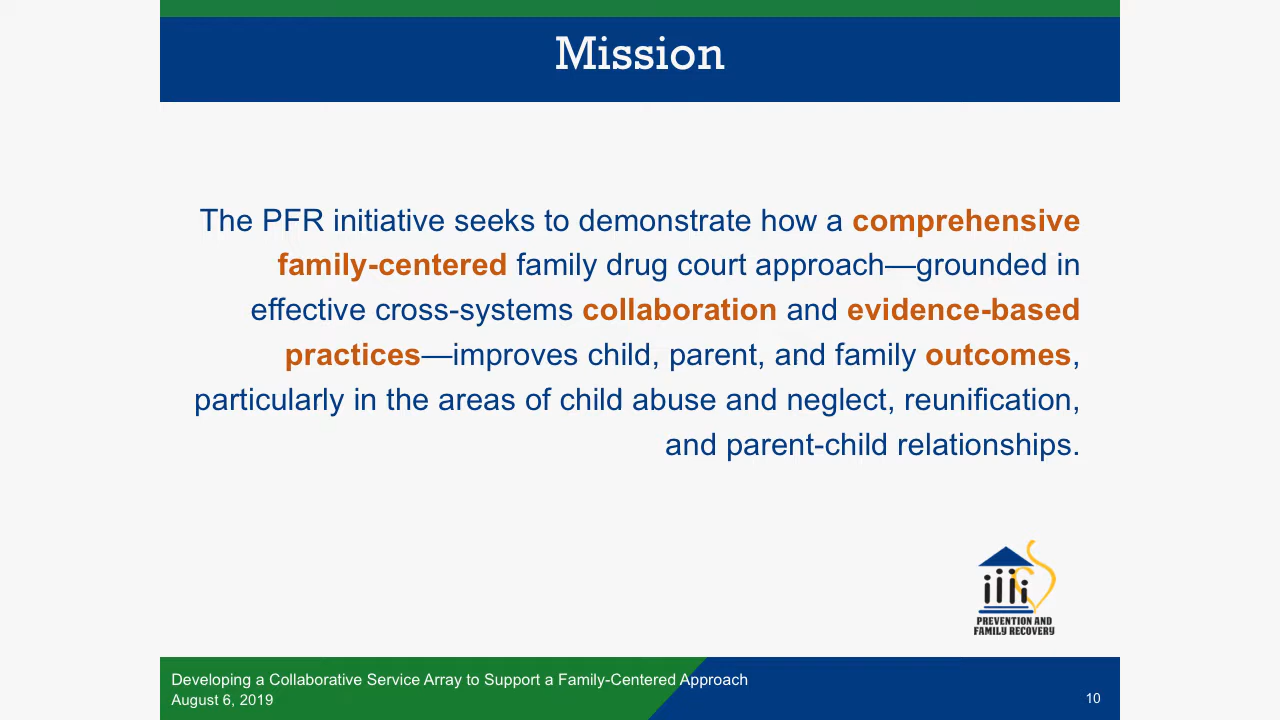 Mission
The PFR initiative seeks to demonstrate how a comprehensive
family-centered family drug court approach—grounded in
effective cross-systems collaboration and evidence-based
practices—improves child, parent, and family outcomes,
particularly in the areas of child abuse and neglect, reunification,
and parent-child relationships.
PREVENTION AND
FAMILY RECOVERY
Developing a Collaborative Service Array to Support a Family-Centered Approach
August 6, 2019
10